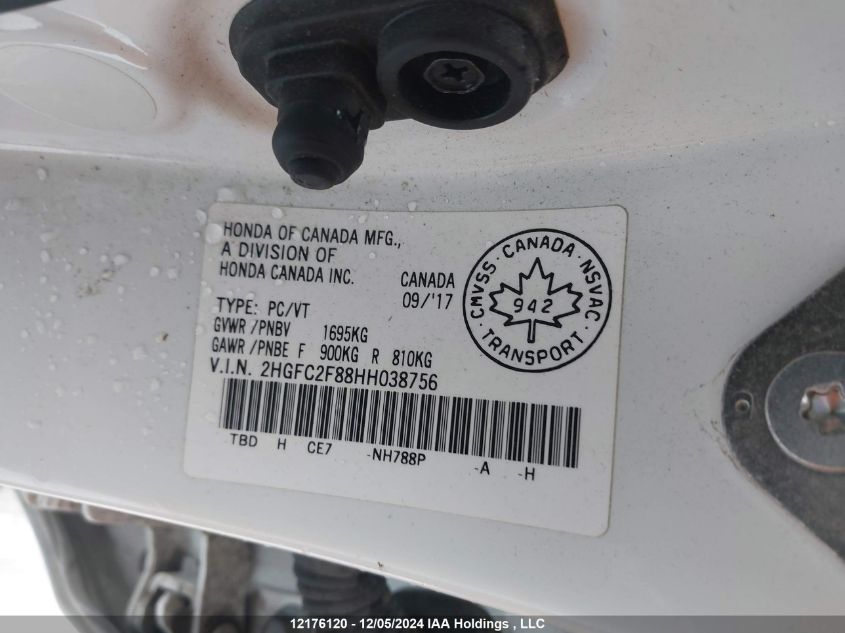 HONDA OF CANADA MFG.,
A DIVISION OF
HONDA CANADA INC.
CANADA
09/'17
TYPE: PC/VT
GVWR/PNBV 1695KG
GAWR/PNBE F 900KG R 810KG
V.I.N. 2HGFC2F88HH038756
TBD H CE7 -NH788P -A -H
CMVSS · CANADA · NSVAC
942
TRANSPORT
12176120 - 12/05/2024 IAA Holdings , LLC